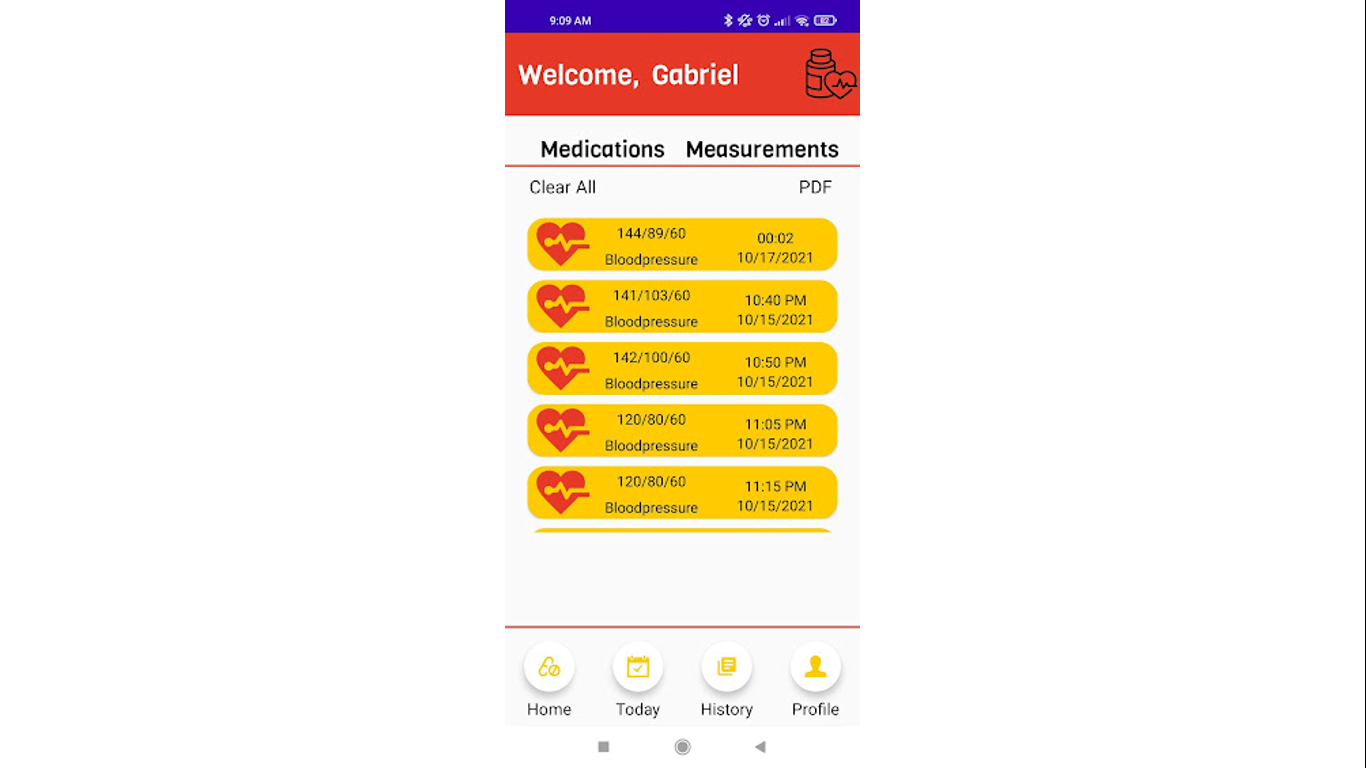 9:09 AM
82
Welcome, Gabriel
Medications Measurements
Clear All PDF
144/89/60
Bloodpressure
00:02
10/17/2021
141/103/60
Bloodpressure
10:40 PM
10/15/2021
142/100/60
Bloodpressure
10:50 PM
10/15/2021
120/80/60
Bloodpressure
11:05 PM
10/15/2021
120/80/60
Bloodpressure
11:15 PM
10/15/2021
Home Today History Profile